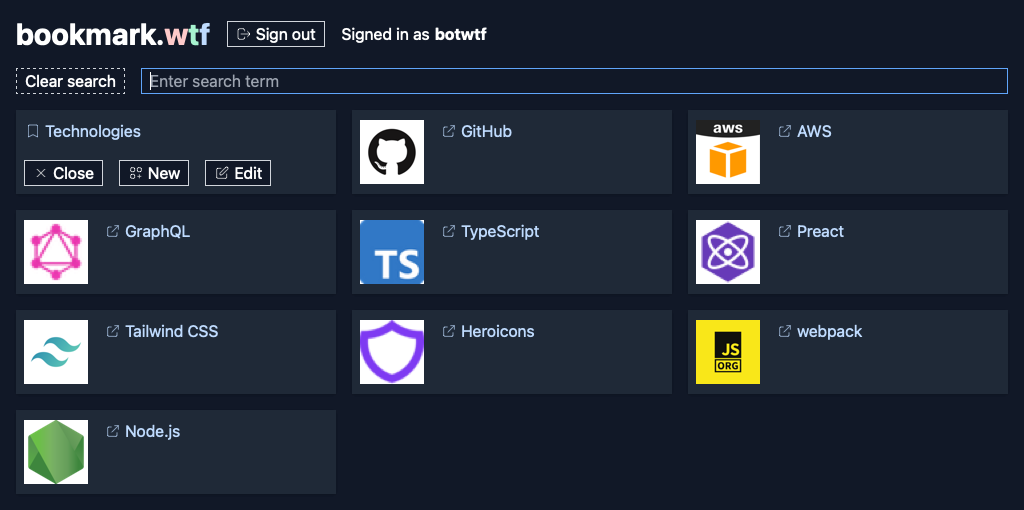 bookmark.wtf Sign out Signed in as botwtf
Clear search Enter search term
Technologies
Close New Edit
GitHub
aws
AWS
GraphQL
TS
TypeScript
Preact
Tailwind CSS
Heroicons
JS
ORG
webpack
Node.js